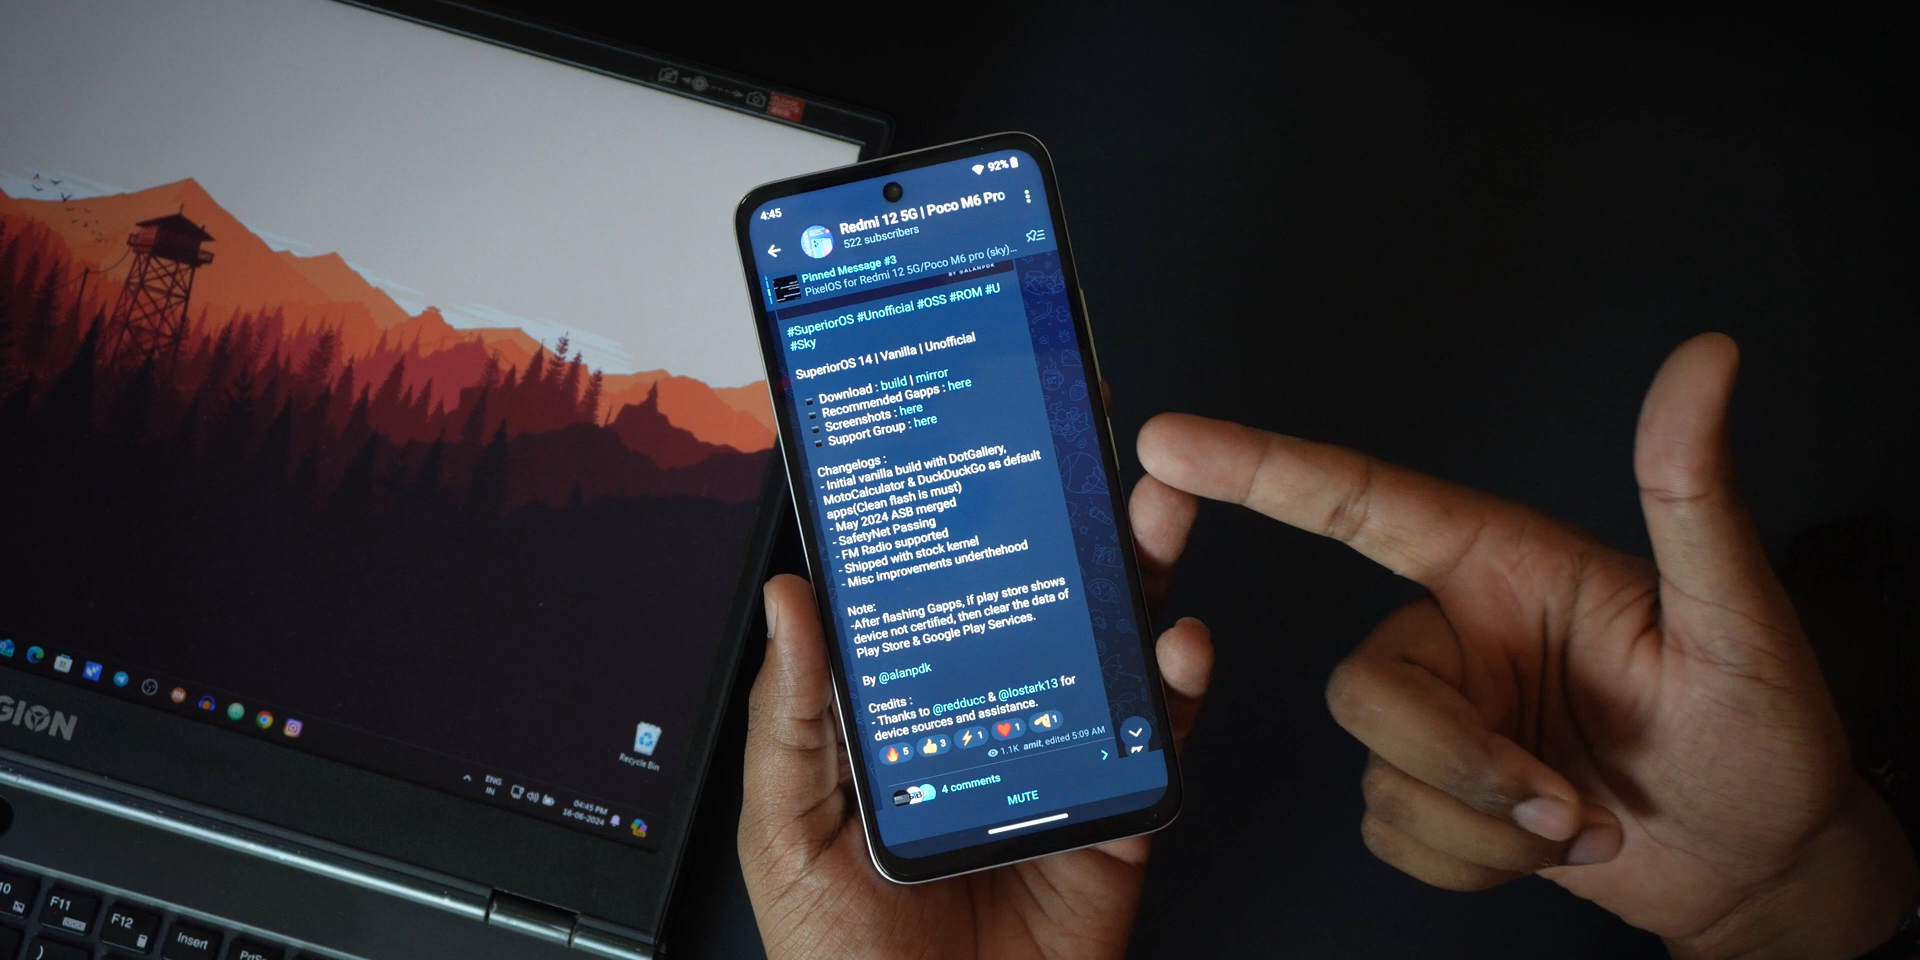 4:45
92%
Redmi 12 5G | Poco M6 Pro
522 subscribers
Pinned Message #3
PixelOS for Redmi 12 5G/Poco M6 pro (sky)...
BY @ALANPDK
#SuperiorOS #Unofficial #OSS #ROM #U
#Sky
SuperiorOS 14 | Vanilla | Unofficial
Download : build | mirror
Recommended Gapps : here
Screenshots : here
Support Group : here
Changelogs :
- Initial vanilla build with DotGallery,
MotoCalculator & DuckDuckGo as default
apps(Clean flash is must)
- May 2024 ASB merged
- SafetyNet Passing
- FM Radio supported
- Shipped with stock kernel
- Misc improvements underthehood
Note:
-After flashing Gapps, if play store shows
device not certified, then clear the data of
Play Store & Google Play Services.
By @alanpdk
Credits :
- Thanks to @redducc & @lostark13 for
device sources and assistance.
5 3 1 1 1
1.1K amit, edited 5:09 AM
4 comments
MUTE
Recycle Bin
ENG
IN
04:45 PM
16-06-2024
GION
F11
F12
Insert
PrtSc